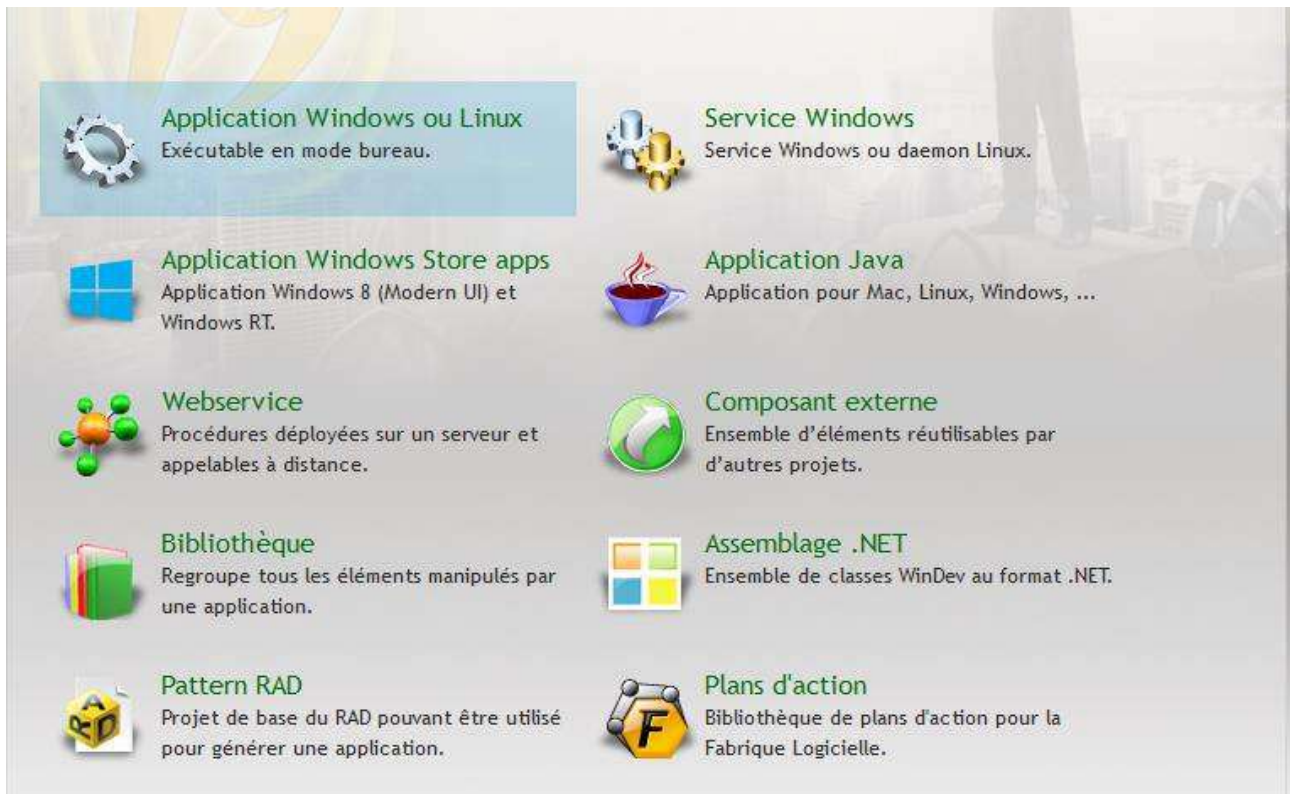 Application Windows ou Linux
Exécutable en mode bureau.
Service Windows
Service Windows ou daemon Linux.
Application Windows Store apps
Application Windows 8 (Modern UI) et
Windows RT.
Application Java
Application pour Mac, Linux, Windows, ...
Webservice
Procédures déployées sur un serveur et
appelables à distance.
Composant externe
Ensemble d'éléments réutilisables par
d'autres projets.
Bibliothèque
Regroupe tous les éléments manipulés par
une application.
Assemblage .NET
Ensemble de classes WinDev au format .NET.
Pattern RAD
Projet de base du RAD pouvant être utilisé
pour générer une application.
Plans d'action
Bibliothèque de plans d'action pour la
Fabrique Logicielle.
RAD
F
19